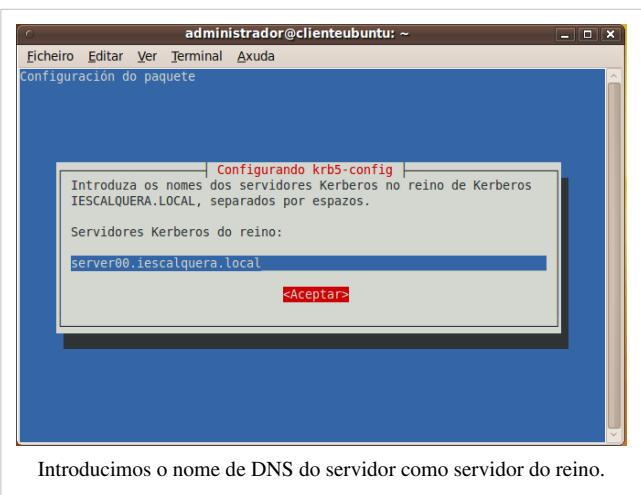 administrador@clienteubuntu: ~
Ficheiro Editar Ver Terminal Axuda
Configuración do paquete
Configurando krb5-config
Introduza os nomes dos servidores Kerberos no reino de Kerberos
IESCALQUERA.LOCAL, separados por espazos.
Servidores Kerberos do reino:
server00.iescalquera.local
<Aceptar>
Introducimos o nome de DNS do servidor como servidor do reino.